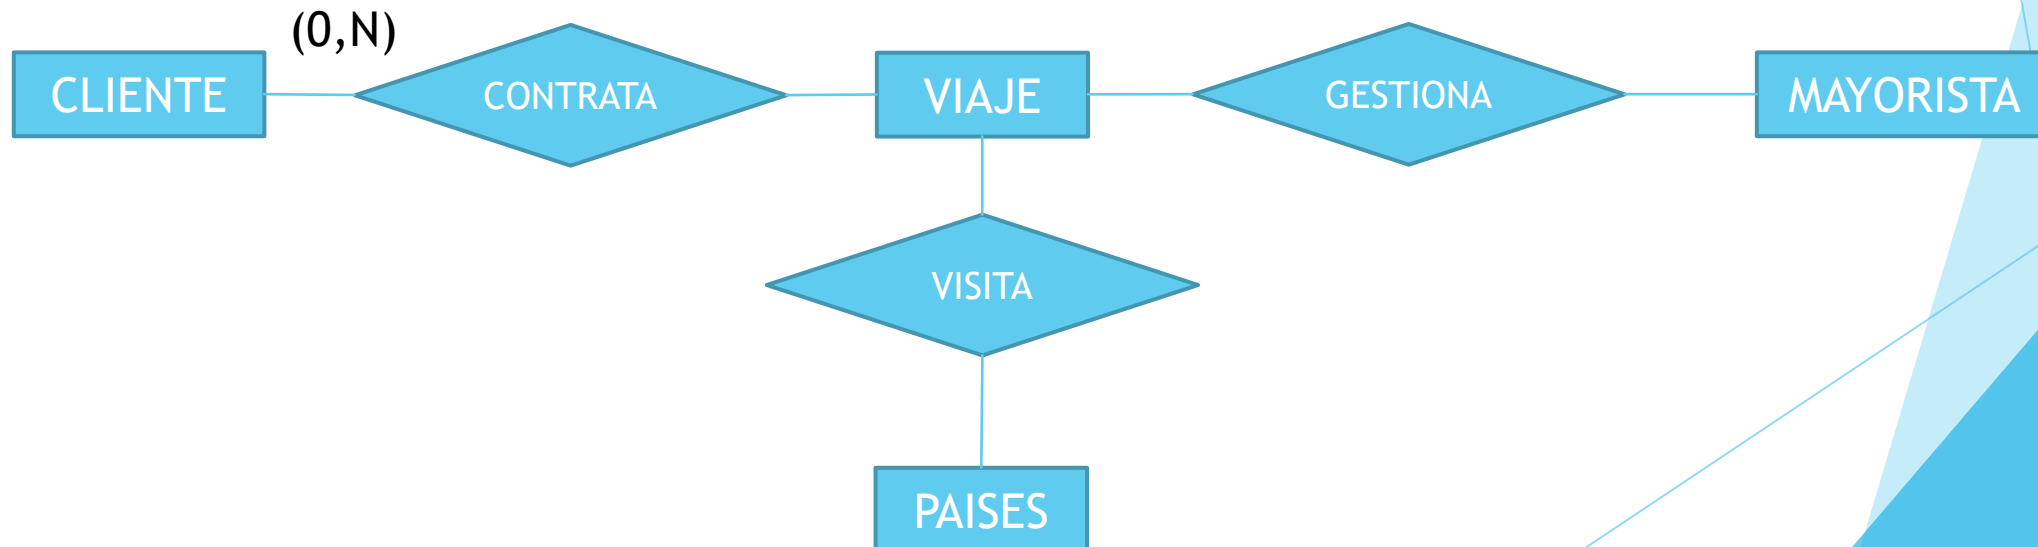 (0,N)
CLIENTE
CONTRATA
VIAJE
GESTIONA
MAYORISTA
VISITA
PAISES